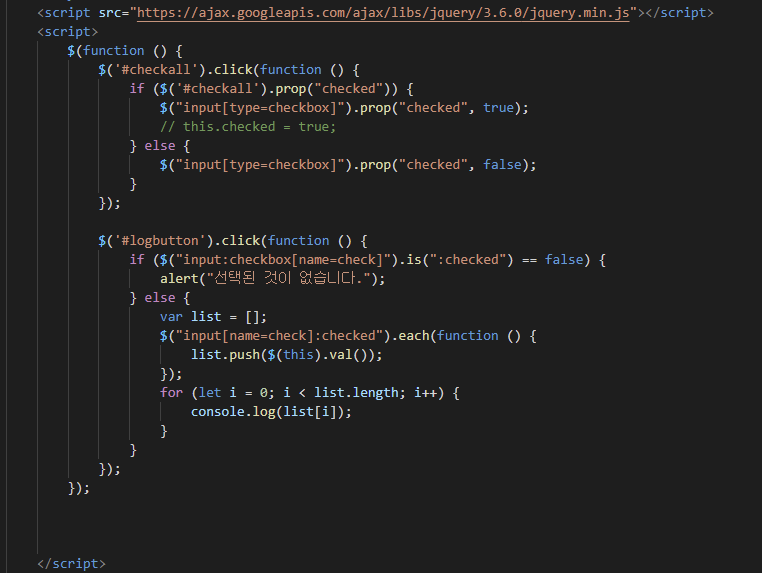 <script src="https://ajax.googleapis.com/ajax/libs/jquery/3.6.0/jquery.min.js"></script>
<script>
$(function () {
$('#checkall').click(function () {
if ($('#checkall').prop("checked")) {
$("input[type=checkbox]").prop("checked", true);
// this.checked = true;
} else {
$("input[type=checkbox]").prop("checked", false);
}
});
$('#logbutton').click(function () {
if ($("input:checkbox[name=check]").is(":checked") == false) {
alert("선택된 것이 없습니다.");
} else {
var list = [];
$("input[name=check]:checked").each(function () {
list.push($(this).val());
});
for (let i = 0; i < list.length; i++) {
console.log(list[i]);
}
}
});
});
</script>